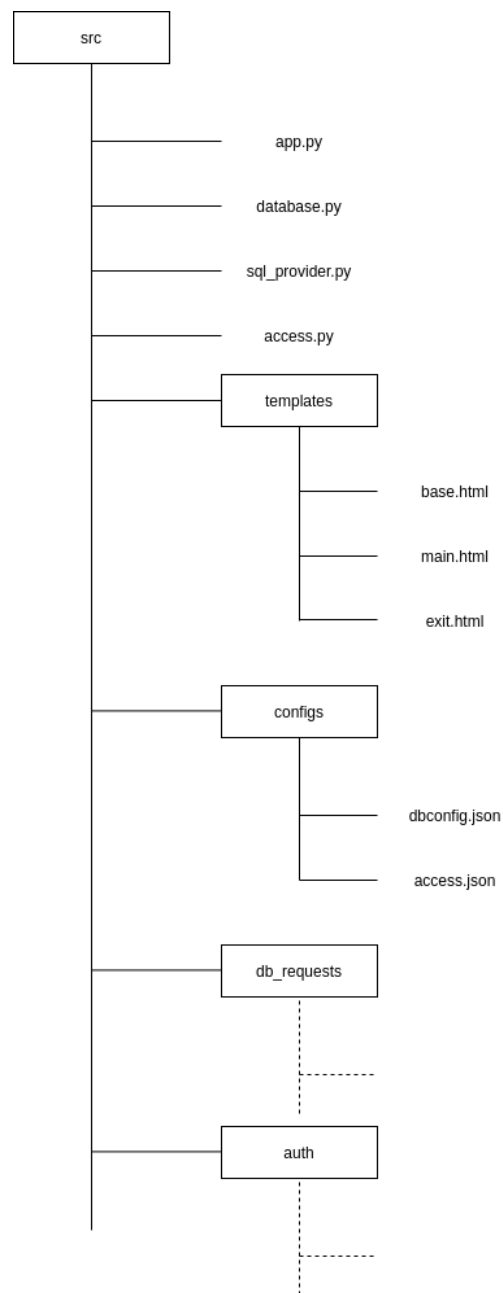 src
app.py
database.py
sql_provider.py
access.py
templates
base.html
main.html
exit.html
configs
dbconfig.json
access.json
db_requests
auth